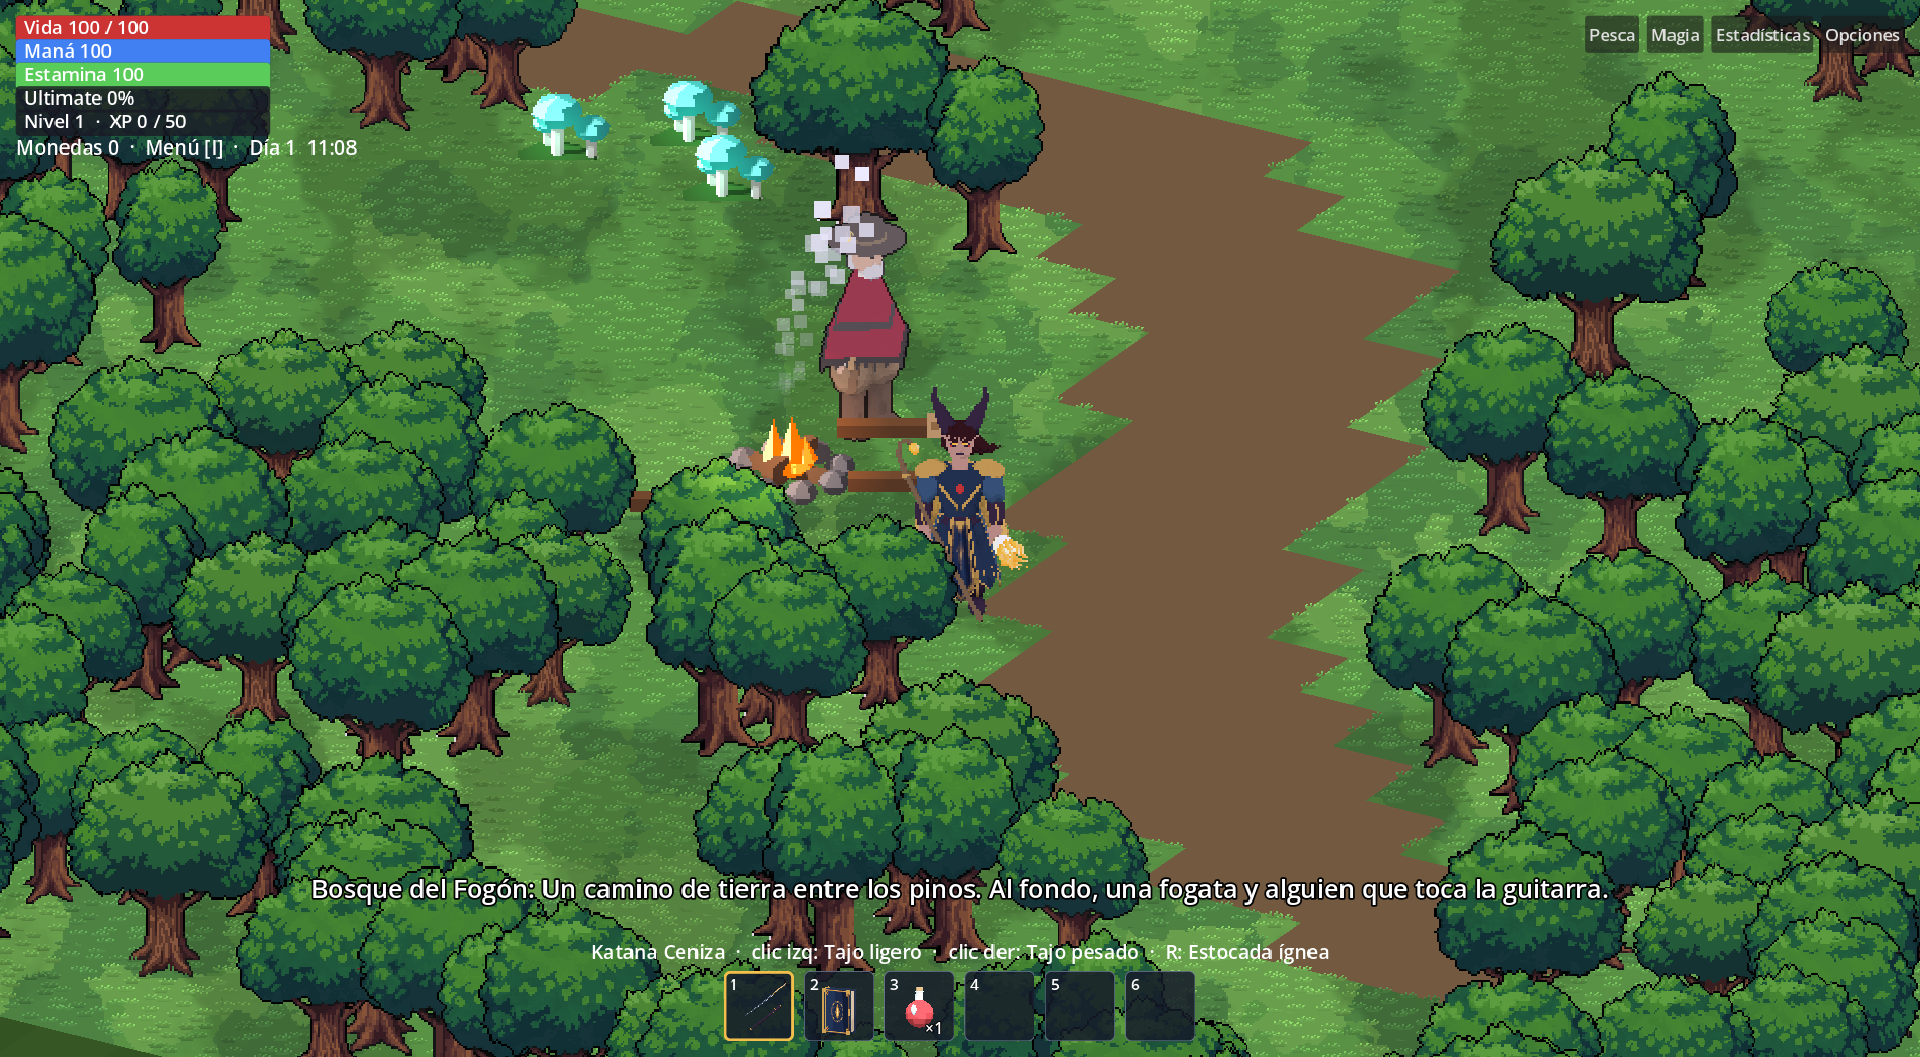 Vida 100 / 100
Maná 100
Estamina 100
Ultimate 0%
Nivel 1 · XP 0 / 50
Monedas 0 · Menú [I] · Día 1 11:08
Pesca Magia Estadísticas Opciones
Bosque del Fogón: Un camino de tierra entre los pinos. Al fondo, una fogata y alguien que toca la guitarra.
Katana Ceniza · clic izq: Tajo ligero · clic der: Tajo pesado · R: Estocada ígnea
1 2 3 4 5 6
×1